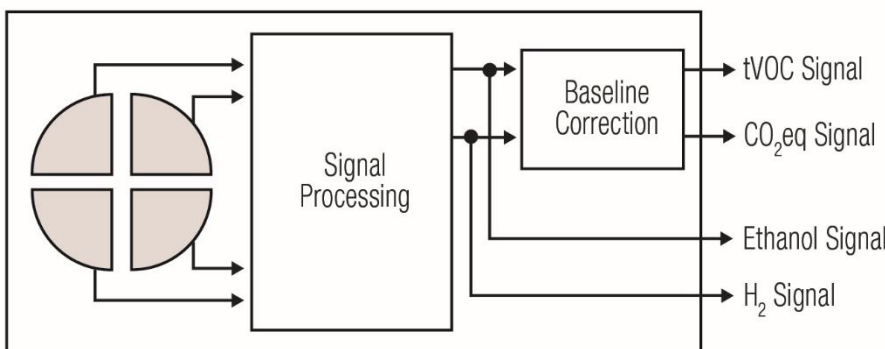 Signal
Processing
Baseline
Correction
tVOC Signal
CO₂eq Signal
Ethanol Signal
H₂ Signal